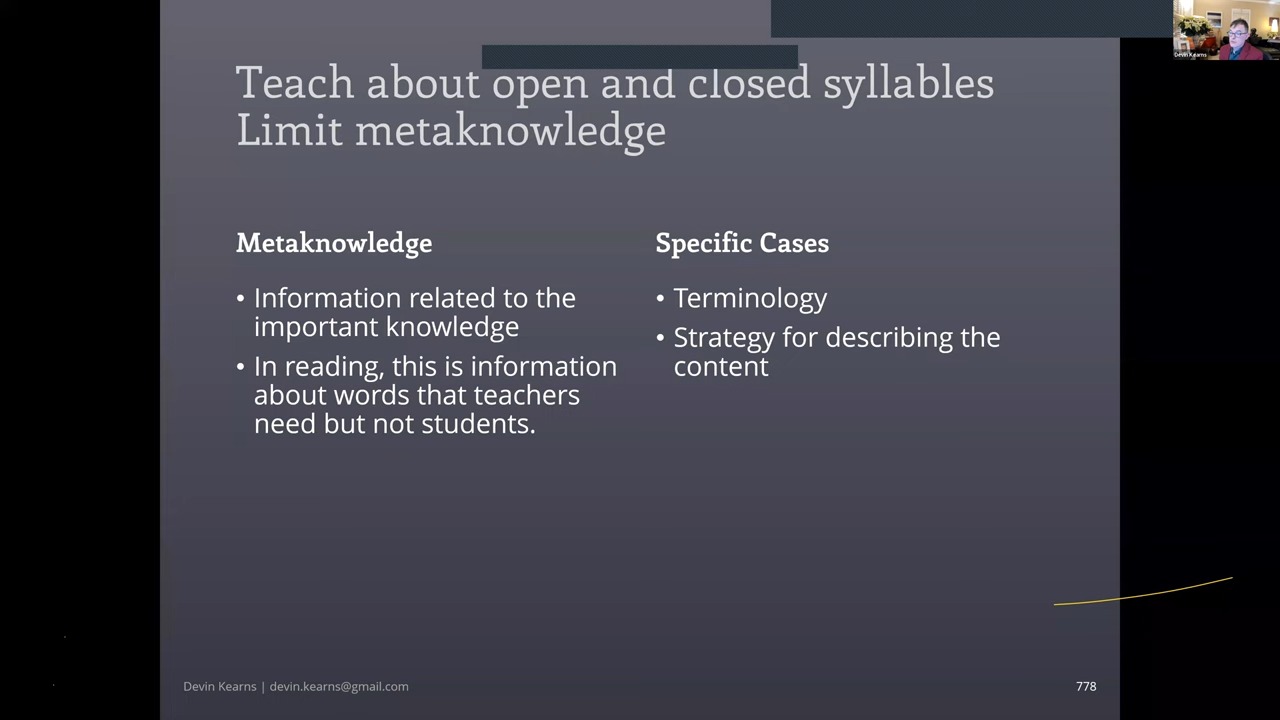 Teach about open and closed syllables
Limit metaknowledge
Metaknowledge
• Information related to the
important knowledge
• In reading, this is information
about words that teachers
need but not students.
Specific Cases
• Terminology
• Strategy for describing the
content
Devin Kearns | devin.kearns@gmail.com
778
Devin Kearns